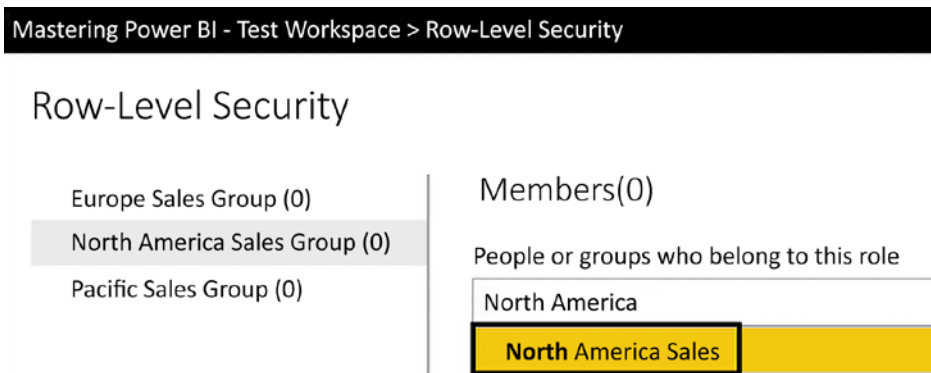 Mastering Power BI - Test Workspace > Row-Level Security
Row-Level Security
Europe Sales Group (0)
North America Sales Group (0)
Pacific Sales Group (0)
Members(0)
People or groups who belong to this role
North America
North America Sales